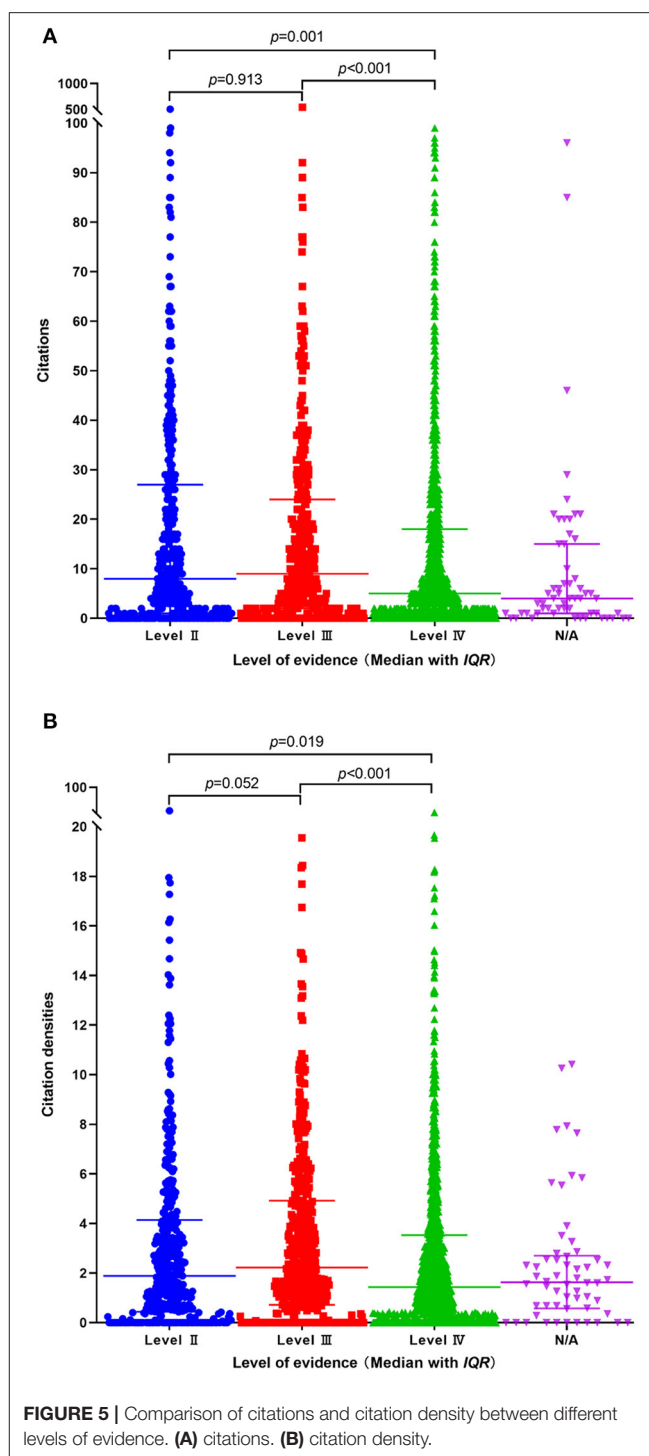 A
p=0.001
p=0.913
p<0.001
1000
500
100
90
80
70
60
50
40
30
20
10
0
Citations
Level Ⅱ
Level Ⅲ
Level Ⅳ
N/A
Level of evidence（Median with IQR）
B
p=0.019
p=0.052
p<0.001
100
20
18
16
14
12
10
8
6
4
2
0
Citation densities
Level Ⅱ
Level Ⅲ
Level Ⅳ
N/A
Level of evidence（Median with IQR）
FIGURE 5 | Comparison of citations and citation density between different
levels of evidence. (A) citations. (B) citation density.